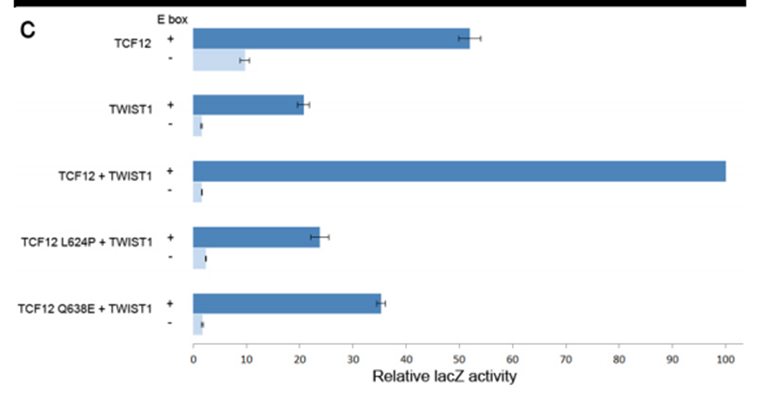 C
E box
TCF12 +
-
TWIST1 +
-
TCF12 + TWIST1 +
-
TCF12 L624P + TWIST1 +
-
TCF12 Q638E + TWIST1 +
-
0 10 20 30 40 50 60 70 80 90 100
Relative lacZ activity